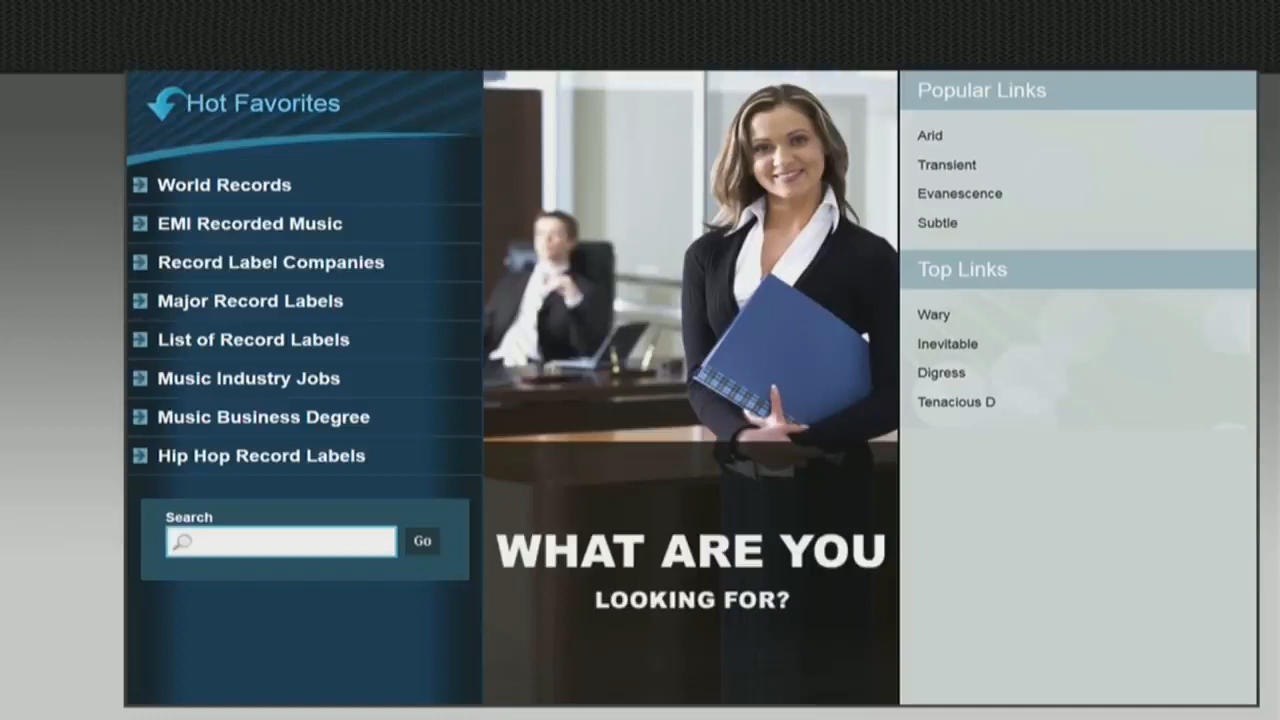 Hot Favorites
World Records
EMI Recorded Music
Record Label Companies
Major Record Labels
List of Record Labels
Music Industry Jobs
Music Business Degree
Hip Hop Record Labels
Search
Go
WHAT ARE YOU
LOOKING FOR?
Popular Links
Arid
Transient
Evanescence
Subtle
Top Links
Wary
Inevitable
Digress
Tenacious D